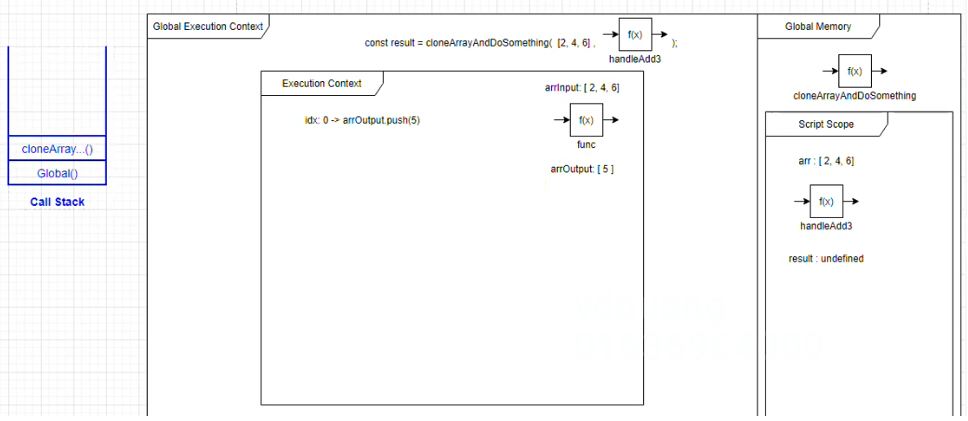 Global Execution Context
const result = cloneArrayAndDoSomething( [2, 4, 6] , f(x) );
handleAdd3
Execution Context
arrInput: [ 2, 4, 6]
idx: 0 -> arrOutput.push(5)
f(x)
func
arrOutput: [ 5 ]
cloneArray...()
Global()
Call Stack
Global Memory
f(x)
cloneArrayAndDoSomething
Script Scope
arr : [ 2, 4, 6]
f(x)
handleAdd3
result : undefined